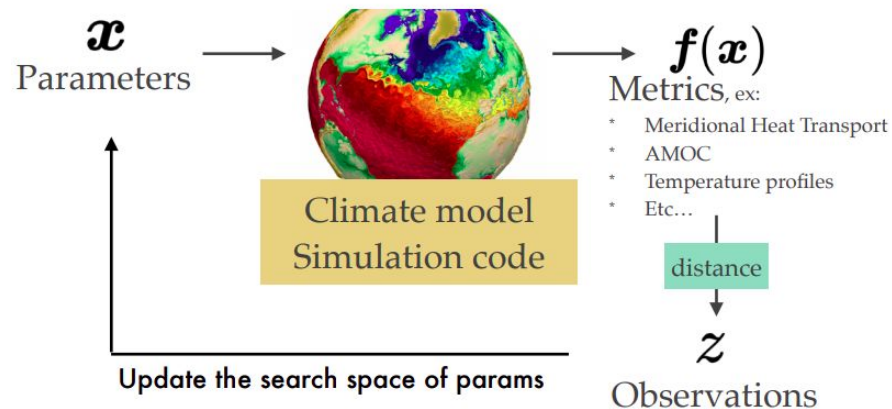 x
Parameters
f(x)
Metrics, ex:
* Meridional Heat Transport
* AMOC
* Temperature profiles
* Etc…
Climate model
Simulation code
distance
z
Observations
Update the search space of params